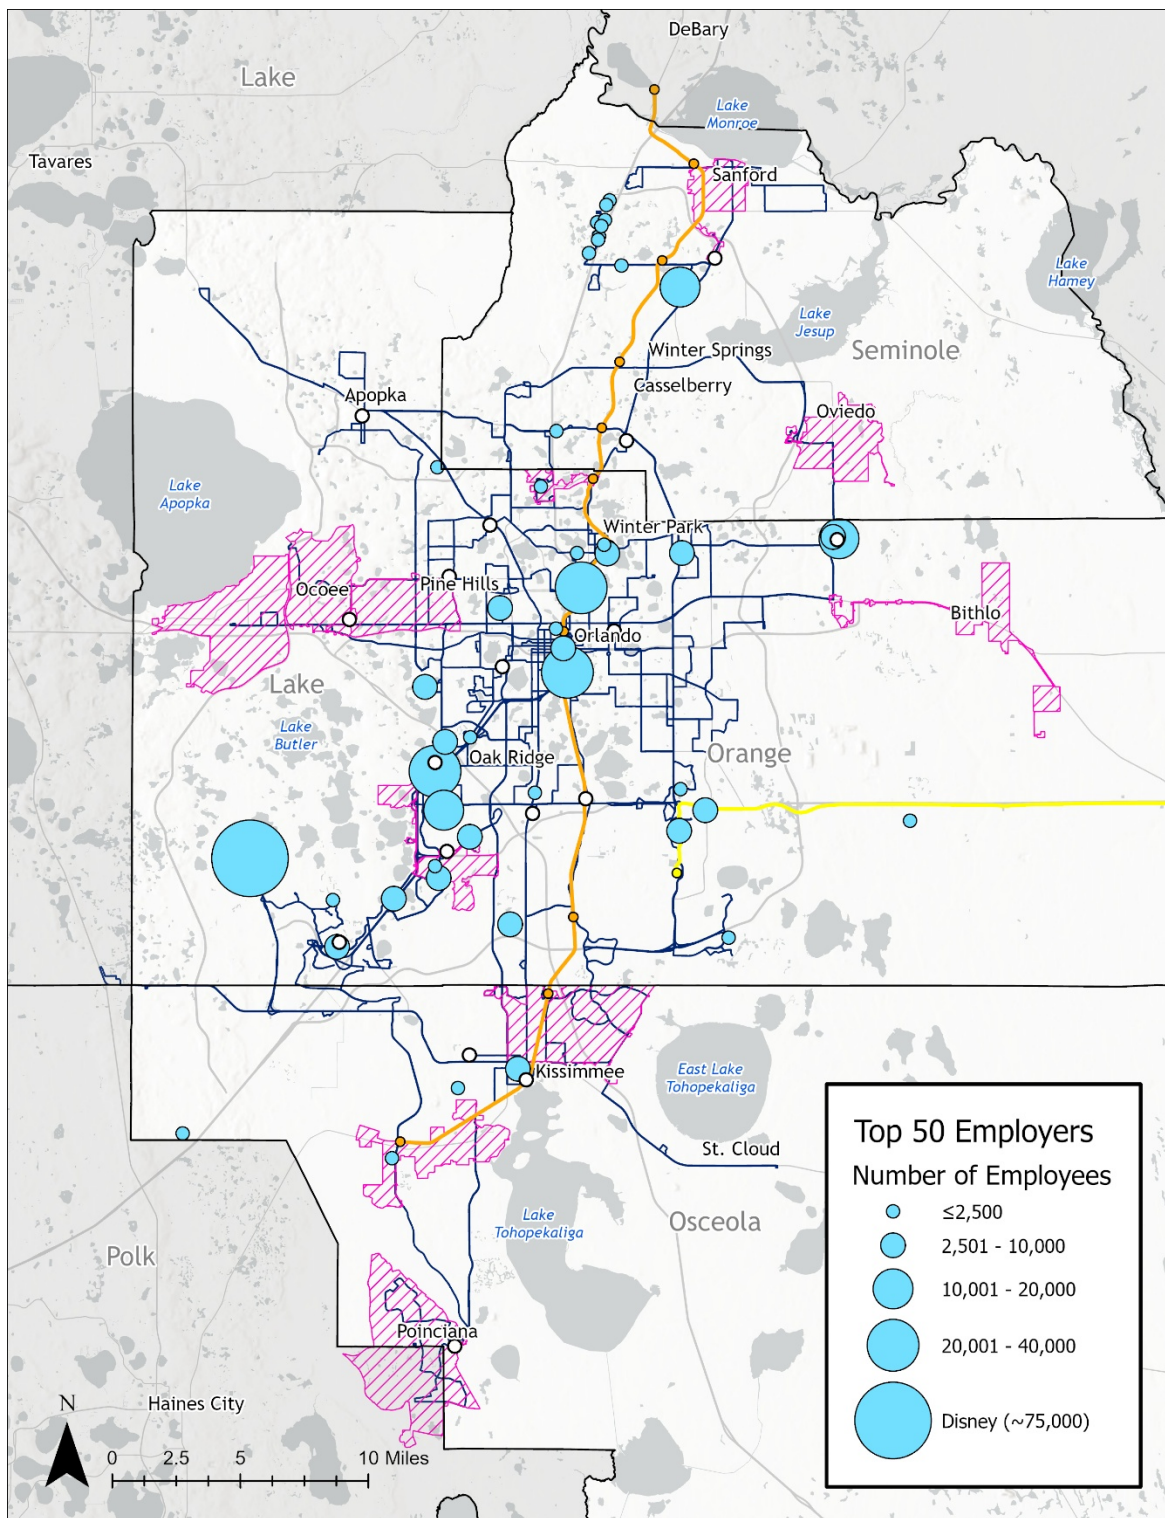 DeBary
Lake
Lake
Monroe
Tavares
Sanford
Lake
Harney
Lake
Jesup
Winter Springs
Seminole
Casselberry
Apopka
Oviedo
Lake
Apopka
Winter Park
Pine Hills
Ocoee
Bithlo
Orlando
Lake
Lake
Butler
Oak Ridge
Orange
Kissimmee
East Lake
Tohopekaliga
St. Cloud
Lake
Tohopekaliga
Osceola
Polk
Poinciana
Haines City
N
0 2.5 5 10 Miles
Top 50 Employers
Number of Employees
≤2,500
2,501 - 10,000
10,001 - 20,000
20,001 - 40,000
Disney (~75,000)